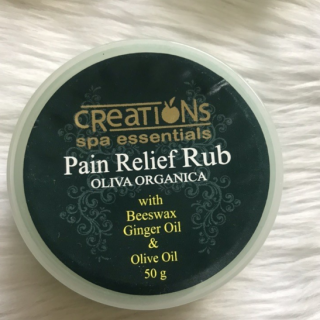 CREATIONS
spa essentials
Pain Relief Rub
OLIVA ORGANICA
with
Beeswax
Ginger Oil
&
Olive Oil
50 g